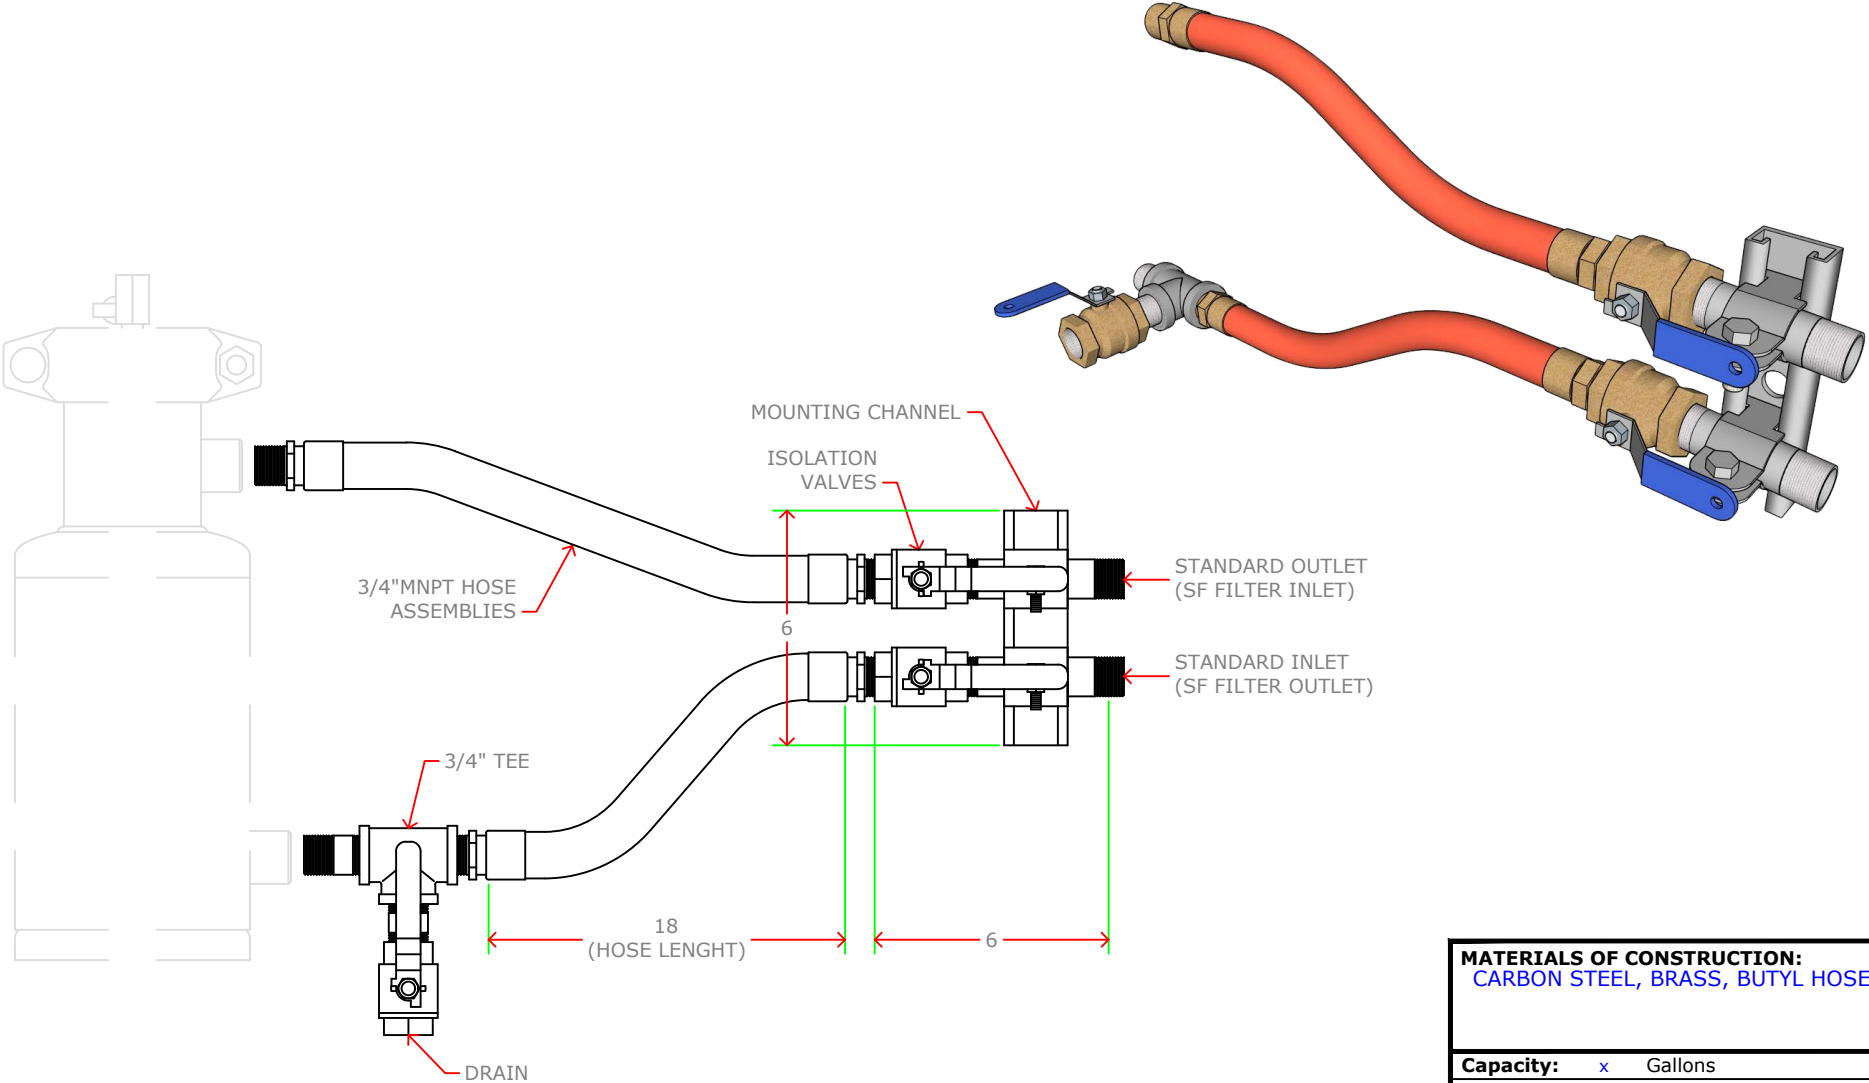 MOUNTING CHANNEL
ISOLATION
VALVES
3/4"MNPT HOSE
ASSEMBLIES
6
STANDARD OUTLET
(SF FILTER INLET)
STANDARD INLET
(SF FILTER OUTLET)
3/4" TEE
18
(HOSE LENGHT)
6
DRAIN
MATERIALS OF CONSTRUCTION:
CARBON STEEL, BRASS, BUTYL HOSE
Capacity: x Gallons